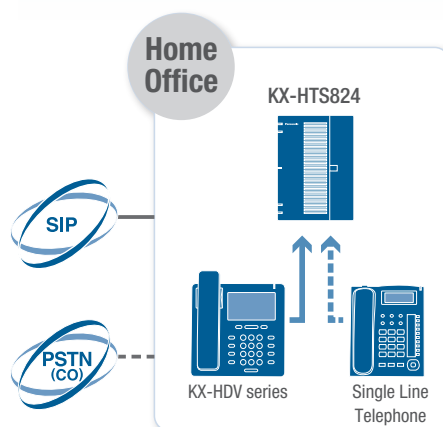 Home
Office
KX-HTS824
SIP
PSTN
(CO)
KX-HDV series
Single Line
Telephone